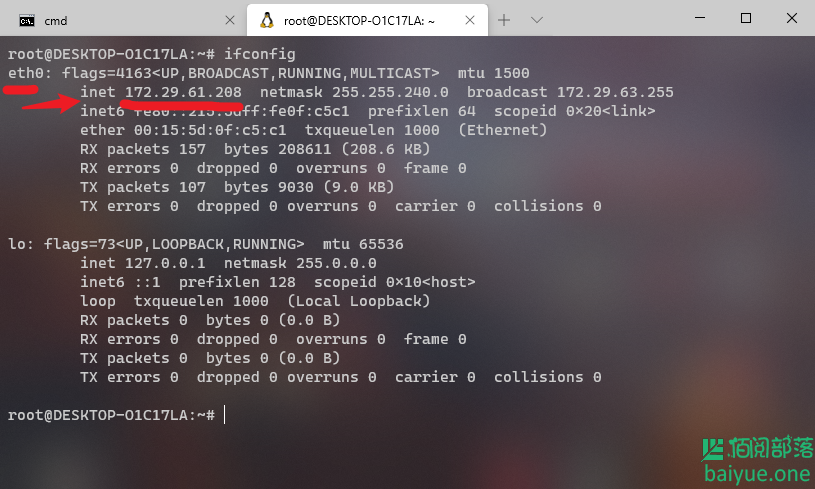 cmd
root@DESKTOP-O1C17LA: ~
root@DESKTOP-O1C17LA:~# ifconfig
eth0: flags=4163<UP,BROADCAST,RUNNING,MULTICAST>  mtu 1500
        inet 172.29.61.208  netmask 255.255.240.0  broadcast 172.29.63.255
        inet6 fe80::215:5dff:fe0f:c5c1  prefixlen 64  scopeid 0×20<link>
        ether 00:15:5d:0f:c5:c1  txqueuelen 1000  (Ethernet)
        RX packets 157  bytes 208611 (208.6 KB)
        RX errors 0  dropped 0  overruns 0  frame 0
        TX packets 107  bytes 9030 (9.0 KB)
        TX errors 0  dropped 0 overruns 0  carrier 0  collisions 0
lo: flags=73<UP,LOOPBACK,RUNNING>  mtu 65536
        inet 127.0.0.1  netmask 255.0.0.0
        inet6 ::1  prefixlen 128  scopeid 0×10<host>
        loop  txqueuelen 1000  (Local Loopback)
        RX packets 0  bytes 0 (0.0 B)
        RX errors 0  dropped 0  overruns 0  frame 0
        TX packets 0  bytes 0 (0.0 B)
        TX errors 0  dropped 0 overruns 0  carrier 0  collisions 0
root@DESKTOP-O1C17LA:~#
佰阅部落
baiyue.one